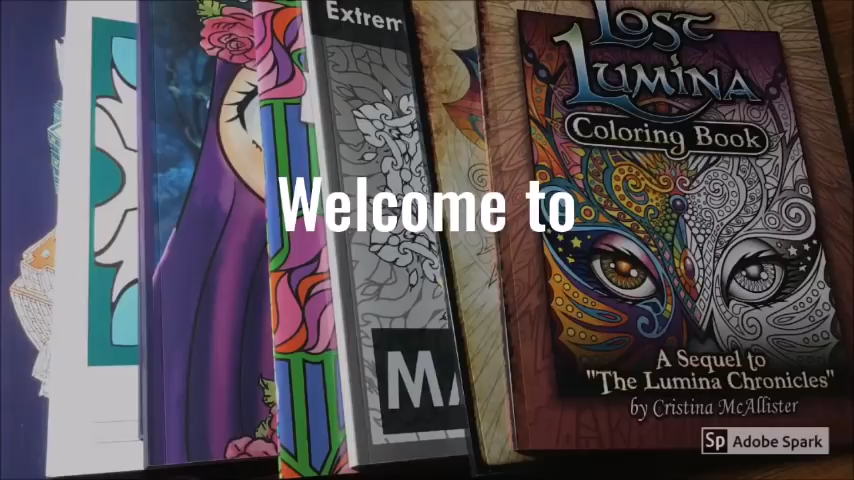 Extrem
LOST
LUMINA
Coloring Book
Welcome to
MA
A Sequel to
"The Lumina Chronicles"
by Cristina McAllister
Sp Adobe Spark